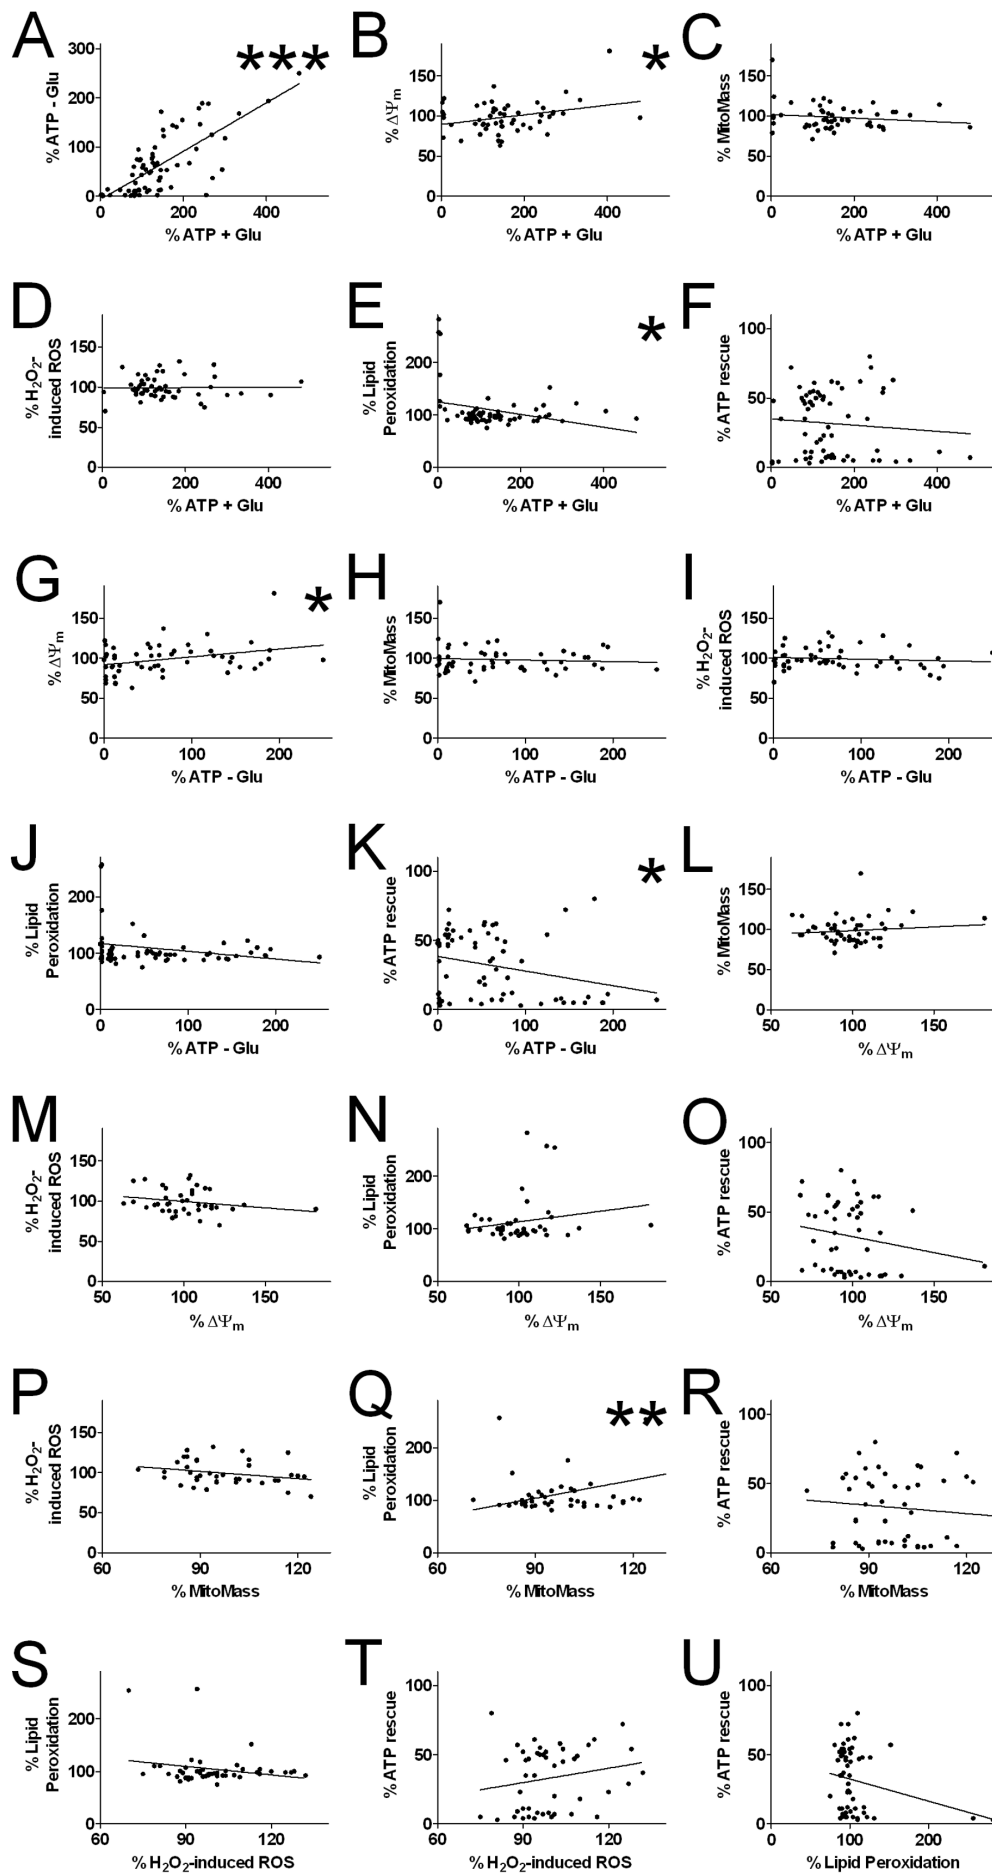 A
% ATP - Glu
300
200
100
0
***
0 200 400
% ATP + Glu
B
% ΔΨm
150
100
50
0
*
0 200 400
% ATP + Glu
C
% MitoMass
150
100
50
0
0 200 400
% ATP + Glu
D
% H2O2-
induced ROS
150
100
50
0
0 200 400
% ATP + Glu
E
% Lipid
Peroxidation
200
100
0
*
0 200 400
% ATP + Glu
F
% ATP rescue
100
50
0
0 200 400
% ATP + Glu
G
% ΔΨm
150
100
50
0
*
0 100 200
% ATP - Glu
H
% MitoMass
150
100
50
0
0 100 200
% ATP - Glu
I
% H2O2-
induced ROS
150
100
50
0
0 100 200
% ATP - Glu
J
% Lipid
Peroxidation
200
100
0
0 100 200
% ATP - Glu
K
% ATP rescue
100
50
0
*
0 100 200
% ATP - Glu
L
% MitoMass
150
100
50
0
50 100 150
% ΔΨm
M
% H2O2-
induced ROS
150
100
50
0
50 100 150
% ΔΨm
N
% Lipid
Peroxidation
200
100
0
50 100 150
% ΔΨm
O
% ATP rescue
100
50
0
50 100 150
% ΔΨm
P
% H2O2-
induced ROS
150
100
50
0
60 90 120
% MitoMass
Q
% Lipid
Peroxidation
200
100
0
**
60 90 120
% MitoMass
R
% ATP rescue
100
50
0
60 90 120
% MitoMass
S
% Lipid
Peroxidation
200
100
0
60 90 120
% H2O2-induced ROS
T
% ATP rescue
100
50
0
60 90 120
% H2O2-induced ROS
U
% ATP rescue
100
50
0
0 100 200
% Lipid Peroxidation